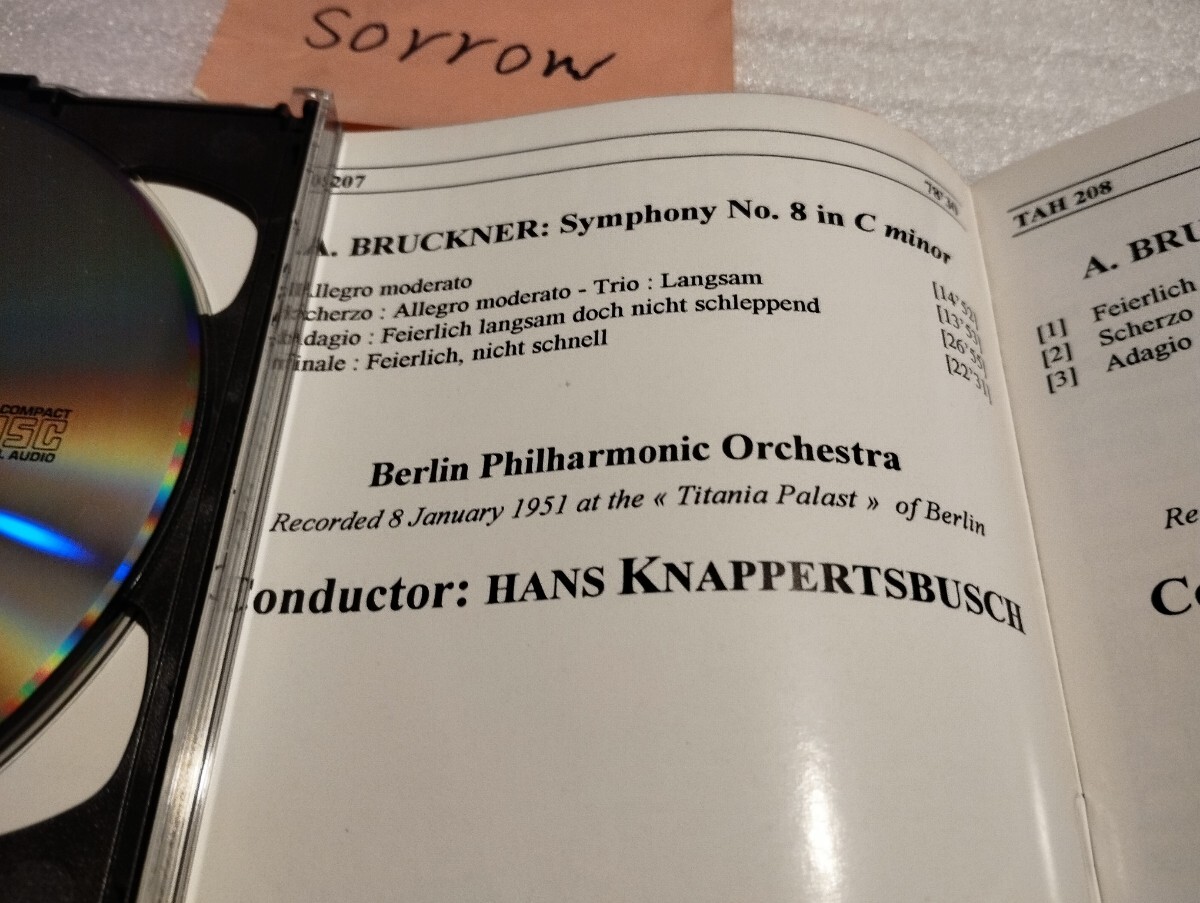 sorrow
COMPACT
DISC
AUDIO
207
78'30
A. BRUCKNER: Symphony No. 8 in C minor
Allegro moderato [14'52]
Scherzo : Allegro moderato - Trio : Langsam [13'53]
Adagio : Feierlich langsam doch nicht schleppend [26'55]
Finale : Feierlich, nicht schnell [22'31]
Berlin Philharmonic Orchestra
Recorded 8 January 1951 at the « Titania Palast » of Berlin
Conductor: HANS KNAPPERTSBUSCH
TAH 208
A. BRU
[1] Feierlich
[2] Scherzo
[3] Adagio
Re
Co